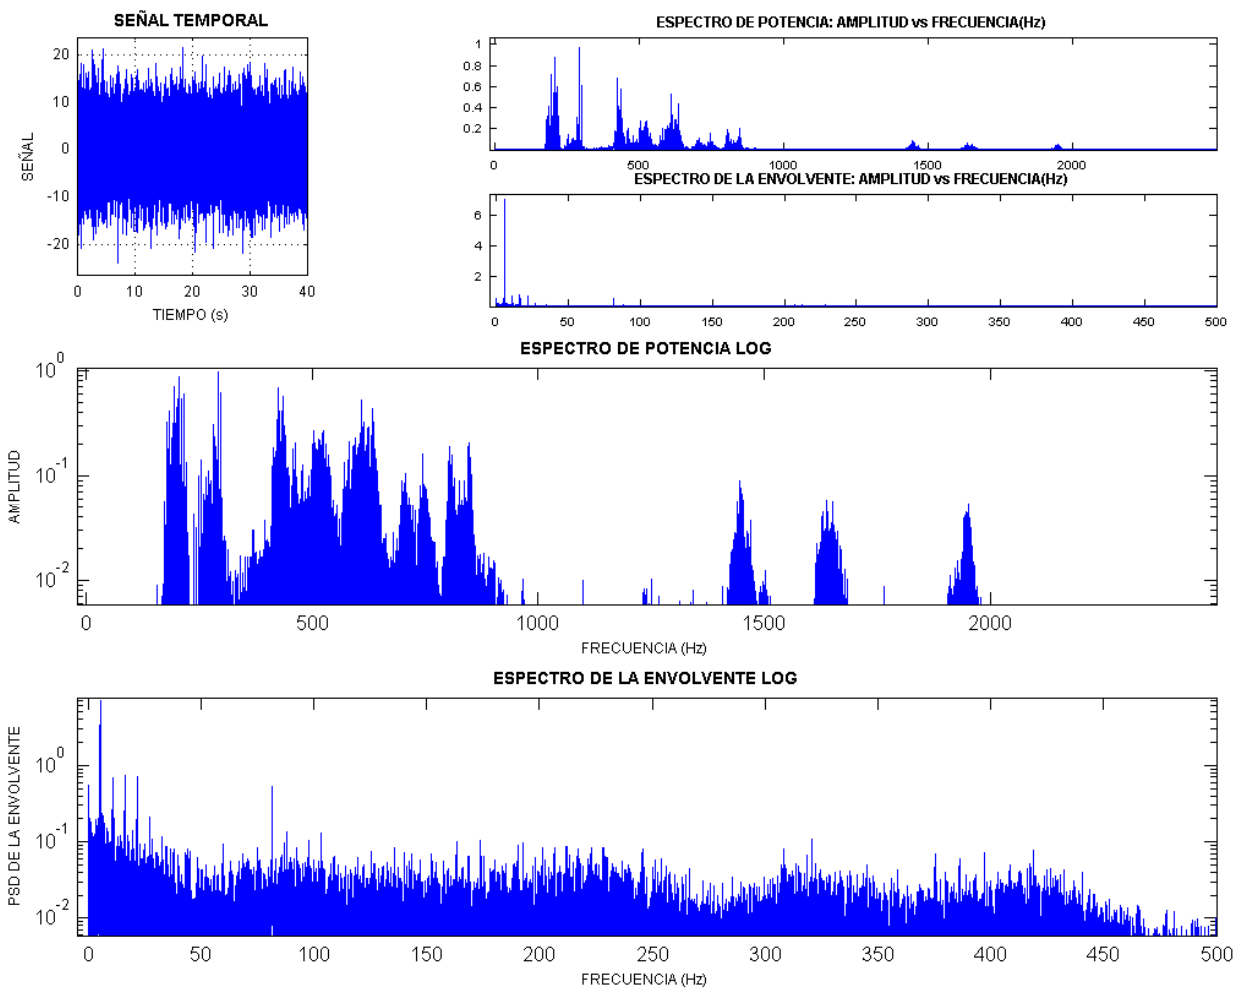 SEÑAL TEMPORAL
SEÑAL
20
10
0
-10
-20
0 10 20 30 40
TIEMPO (s)
ESPECTRO DE POTENCIA: AMPLITUD vs FRECUENCIA(Hz)
1
0.8
0.6
0.4
0.2
0 500 1000 1500 2000
ESPECTRO DE LA ENVOLVENTE: AMPLITUD vs FRECUENCIA(Hz)
6
4
2
0 50 100 150 200 250 300 350 400 450 500
ESPECTRO DE POTENCIA LOG
AMPLITUD
10^0
10^-1
10^-2
0 500 1000 1500 2000
FRECUENCIA (Hz)
ESPECTRO DE LA ENVOLVENTE LOG
PSD DE LA ENVOLVENTE
10^0
10^-1
10^-2
0 50 100 150 200 250 300 350 400 450 500
FRECUENCIA (Hz)